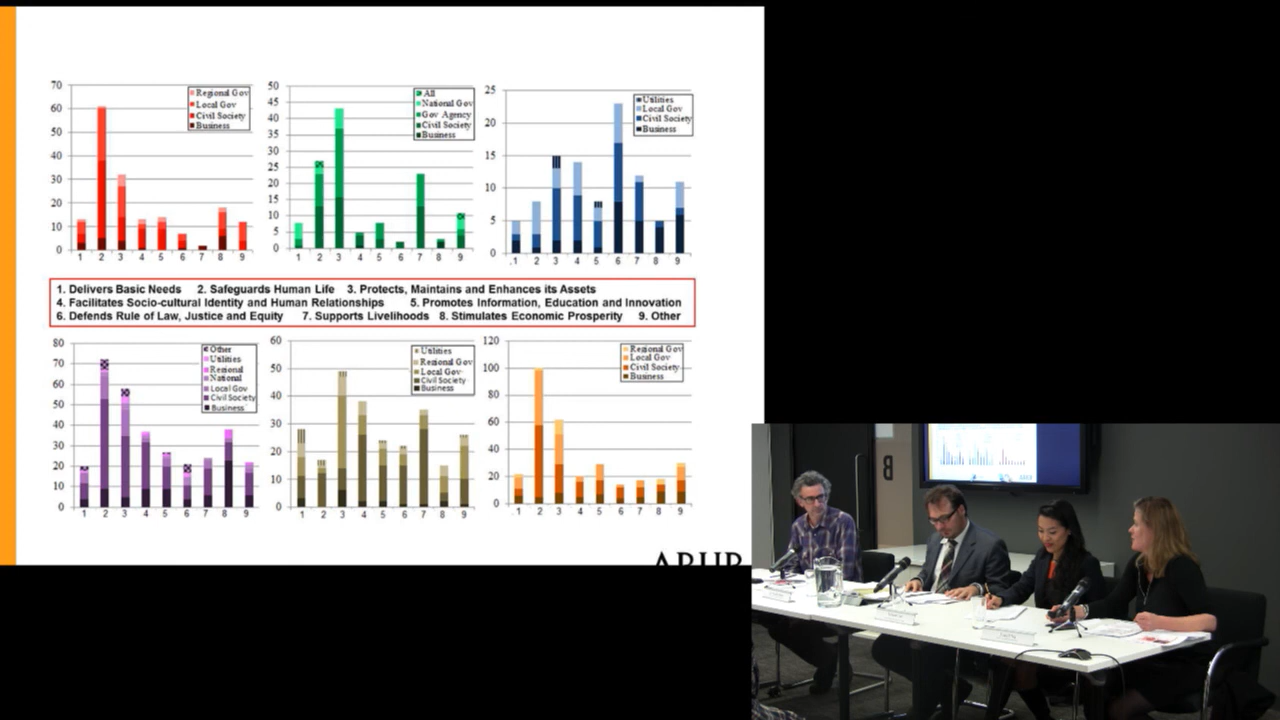 70
60
50
40
30
20
10
0
Regional Gov
Local Gov
Civil Society
Business
1 2 3 4 5 6 7 8 9
50
45
40
35
30
25
20
15
10
5
0
All
National Gov
Gov Agency
Civil Society
Business
1 2 3 4 5 6 7 8 9
25
20
15
10
5
0
Utilities
Local Gov
Civil Society
Business
.1 2 3 4 5 6 7 8 9
1. Delivers Basic Needs 2. Safeguards Human Life 3. Protects, Maintains and Enhances its Assets
4. Facilitates Socio-cultural Identity and Human Relationships 5. Promotes Information, Education and Innovation
6. Defends Rule of Law, Justice and Equity 7. Supports Livelihoods 8. Stimulates Economic Prosperity 9. Other
80
70
60
50
40
30
20
10
0
Other
Utilities
Regional
National
Local Gov
Civil Society
Business
1 2 3 4 5 6 7 8 9
60
50
40
30
20
10
0
Utilities
Regional Gov
Local Gov
Civil Society
Business
1 2 3 4 5 6 7 8 9
120
100
80
60
40
20
0
Regional Gov
Local Gov
Civil Society
Business
.1 2 3 4 5 6 7 8 9
ARUP
8